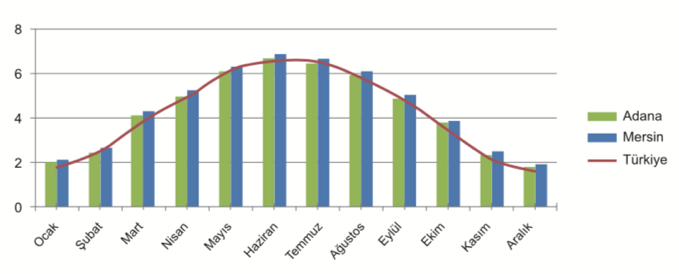 8
6
4
2
0
Ocak
Şubat
Mart
Nisan
Mayıs
Haziran
Temmuz
Ağustos
Eylül
Ekim
Kasım
Aralık
Adana
Mersin
Türkiye